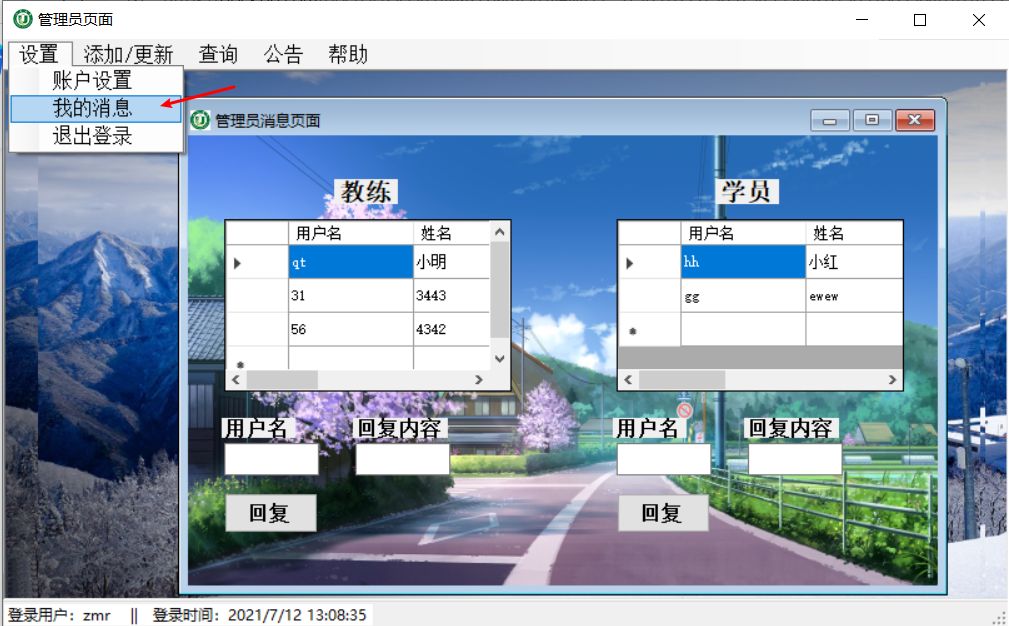 管理员页面
设置 添加/更新 查询 公告 帮助
账户设置
我的消息
退出登录
管理员消息页面
教练
用户名 姓名
qt 小明
31 3443
56 4342
用户名 回复内容
回复
学员
用户名 姓名
hh 小红
gg ewew
用户名 回复内容
回复
登录用户: zmr || 登录时间: 2021/7/12 13:08:35